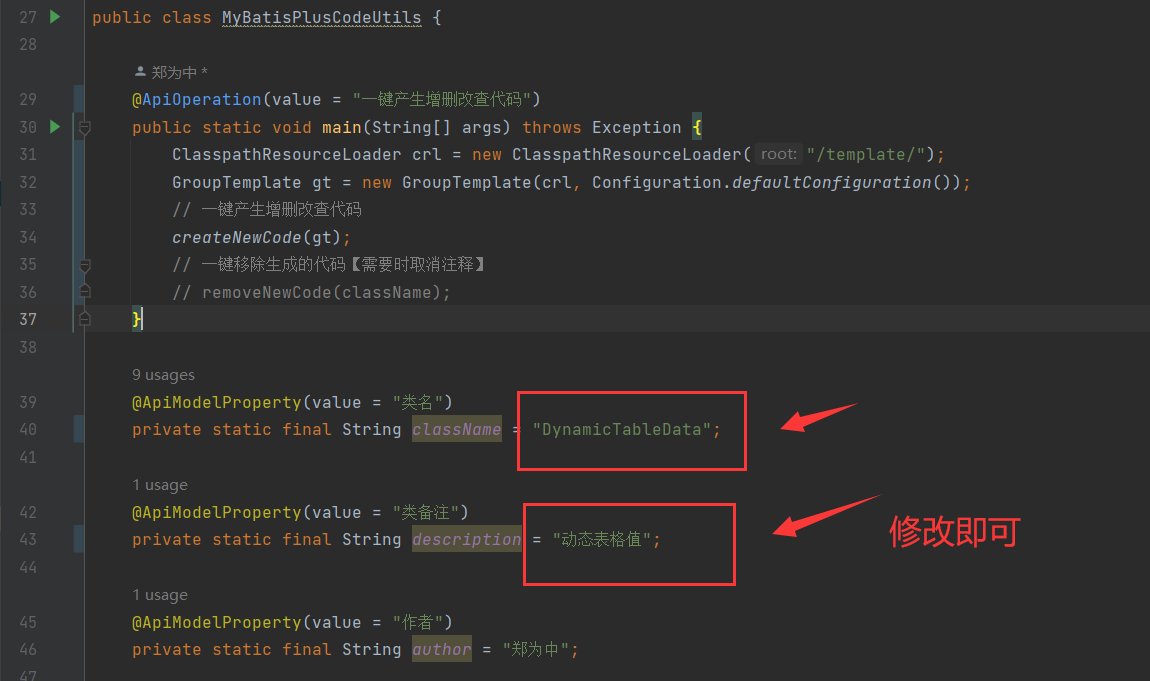 27 public class MyBatisPlusCodeUtils {
28
郑为中 *
29 @ApiOperation(value = "一键产生增删改查代码")
30 public static void main(String[] args) throws Exception {
31 ClasspathResourceLoader crl = new ClasspathResourceLoader( root: "/template/");
32 GroupTemplate gt = new GroupTemplate(crl, Configuration.defaultConfiguration());
33 // 一键产生增删改查代码
34 createNewCode(gt);
35 // 一键移除生成的代码【需要时取消注释】
36 // removeNewCode(className);
37 }
38
9 usages
39 @ApiModelProperty(value = "类名")
40 private static final String className = "DynamicTableData";
41
1 usage
42 @ApiModelProperty(value = "类备注")
43 private static final String description = "动态表格值";
修改即可
44
1 usage
45 @ApiModelProperty(value = "作者")
46 private static final String author = "郑为中";
47